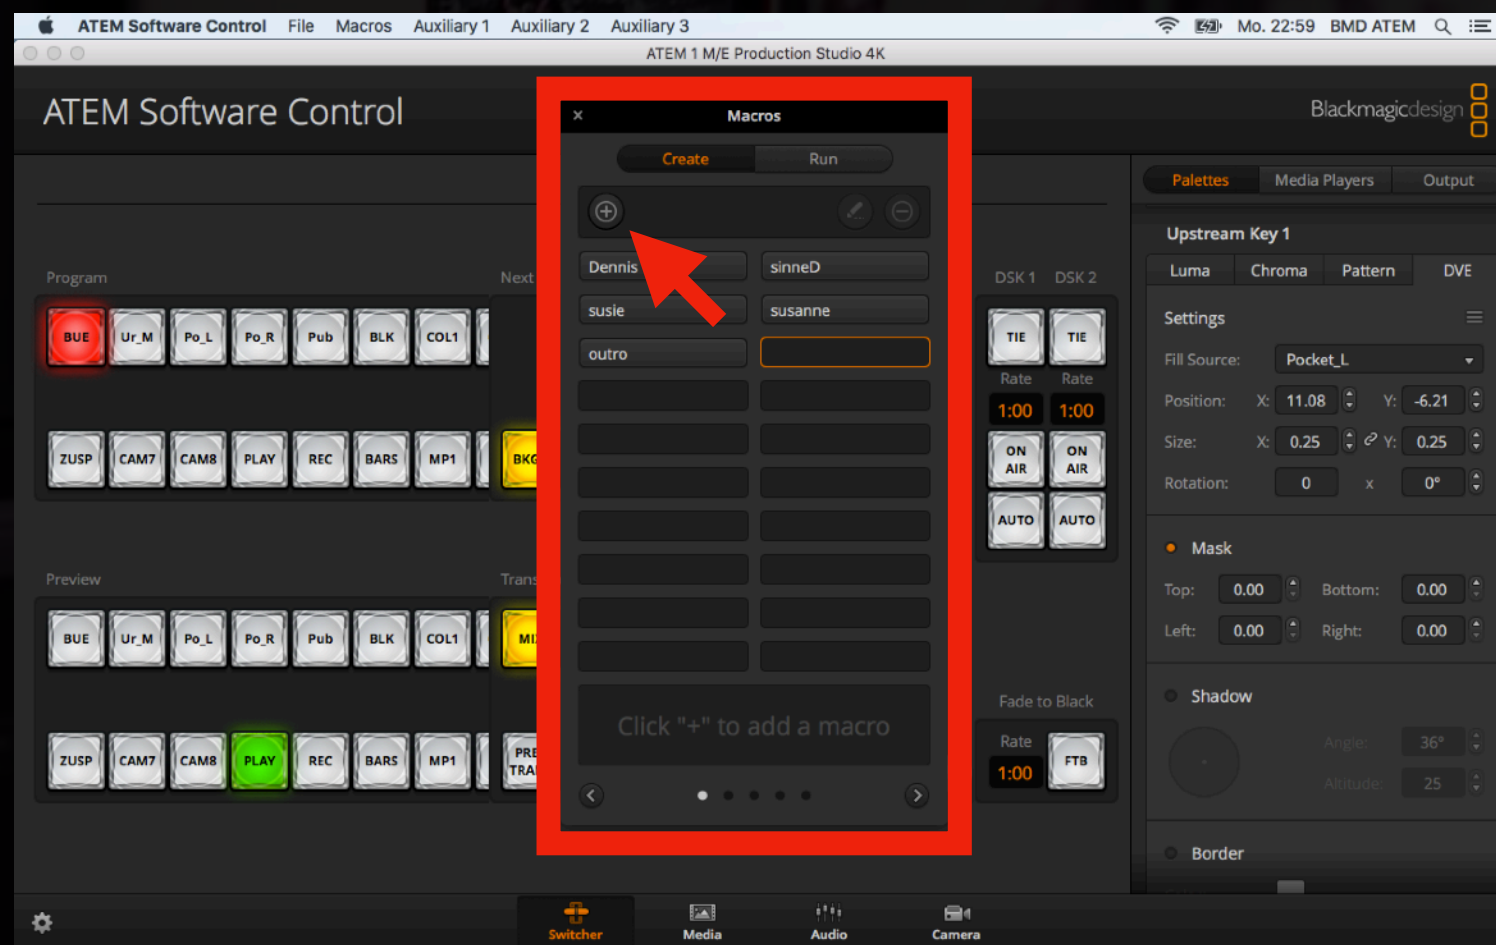 ATEM Software Control File Macros Auxiliary 1 Auxiliary 2 Auxiliary 3 Mo. 22:59 BMD ATEM
ATEM 1 M/E Production Studio 4K
ATEM Software Control
Blackmagicdesign
Macros
Create Run
Dennis sinneD
susie susanne
outro
Click "+" to add a macro
Program
BUE Ur_M Po_L Po_R Pub BLK COL1
ZUSP CAM7 CAM8 PLAY REC BARS MP1
Next
Preview
BUE Ur_M Po_L Po_R Pub BLK COL1
ZUSP CAM7 CAM8 PLAY REC BARS MP1
DSK 1 DSK 2
TIE TIE
Rate Rate
1:00 1:00
ON ON
AIR AIR
AUTO AUTO
Fade to Black
Rate
1:00 FTB
Palettes Media Players Output
Upstream Key 1
Luma Chroma Pattern DVE
Settings
Fill Source: Pocket_L
Position: X: 11.08 Y: -6.21
Size: X: 0.25 Y: 0.25
Rotation: 0 x 0°
Mask
Top: 0.00 Bottom: 0.00
Left: 0.00 Right: 0.00
Shadow
Angle: 36°
Altitude: 25
Border
Switcher Media Audio Camera